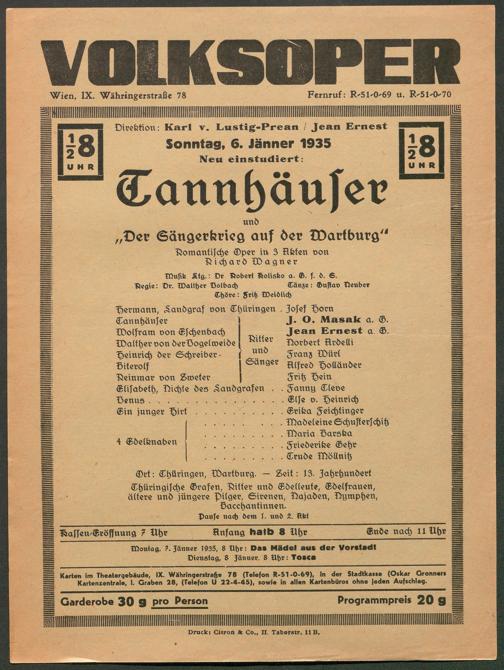 VOLKSOPER
Wien, IX. Währingerstraße 78 Fernruf: R-51-0-69 u. R-51-0-70
1/2 8 UHR
Direktion: Karl v. Lustig-Prean / Jean Ernest
1/2 8 UHR
Sonntag, 6. Jänner 1935
Neu einstudiert:
Tannhäuser
und
„Der Sängerkrieg auf der Wartburg“
Romantische Oper in 3 Akten von
Richard Wagner
Musik. Ltg.: Dr Robert Kolisko a. G. f. d. S.
Regie: Dr. Walther Volbach Tänze: Gustav Neuber
Chöre: Fritz Weidlich
Hermann, Landgraf von Thüringen . Josef Horn
Tannhäuser J. O. Masak a. G.
Wolfram von Eschenbach Jean Ernest a. G.
Walther von der Vogelweide Ritter Norbert Ardelli
Heinrich der Schreiber und Franz Würl
Biterolf Sänger Alfred Holländer
Reinmar von Zweter Fritz Hein
Elisabeth, Nichte des Landgrafen . . Fanny Cleve
Venus . . . Else v. Heinrich
Ein junger Hirt . . . Erika Feichtinger
4 Edelknaben . . . Madeleine Schusterschitz
. . . Maria Barska
. . . Friederike Gehr
. . . Trude Möllnitz
Ort: Thüringen, Wartburg. — Zeit: 13. Jahrhundert
Thüringische Grafen, Ritter und Edelleute, Edelfrauen,
ältere und jüngere Pilger, Sirenen, Najaden, Nymphen,
Bacchantinnen.
Pause nach dem 1. und 2. Akt
Kassen-Eröffnung 7 Uhr Anfang halb 8 Uhr Ende nach 11 Uhr
Montag, 7. Jänner 1935, 8 Uhr: Das Mädel aus der Vorstadt
Dienstag, 8. Jänner, 8 Uhr: Tosca
Karten im Theatergebäude, IX. Währingerstraße 78 (Telefon R-51-0-69), in der Stadtkasse (Oskar Gronners
Kartenzentrale, I. Graben 28, (Telefon U 22-4-45), sowie in allen Kartenbüros ohne jeden Aufschlag.
Garderobe 30 g pro Person Programmpreis 20 g
Druck: Citron & Co., II. Taborstr. 11 B.